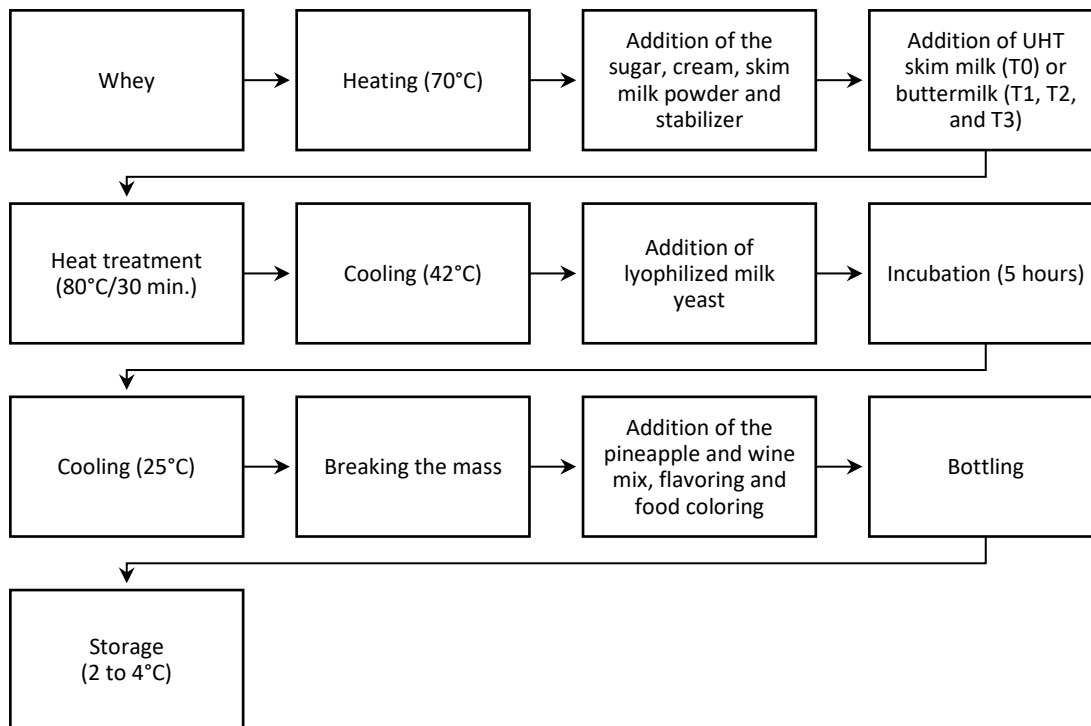 Whey
Heating (70°C)
Addition of the
sugar, cream, skim
milk powder and
stabilizer
Addition of UHT
skim milk (T0) or
buttermilk (T1, T2,
and T3)
Heat treatment
(80°C/30 min.)
Cooling (42°C)
Addition of
lyophilized milk
yeast
Incubation (5 hours)
Cooling (25°C)
Breaking the mass
Addition of the
pineapple and wine
mix, flavoring and
food coloring
Bottling
Storage
(2 to 4°C)